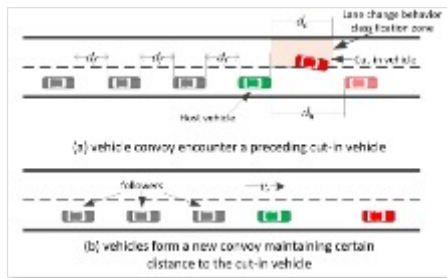 Lane change behavior
classification zone
Cut-in vehicle
Host vehicle
(a) vehicle convoy encounter a preceding cut-in vehicle
followers
(b) vehicles form a new convoy maintaining certain
distance to the cut-in vehicle